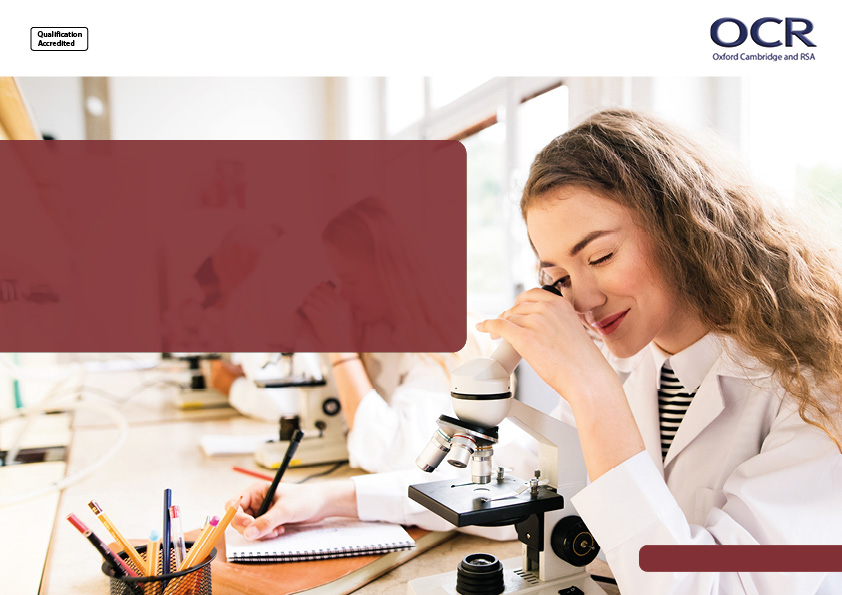 Qualification
Accredited
OCR
Oxford Cambridge and RSA